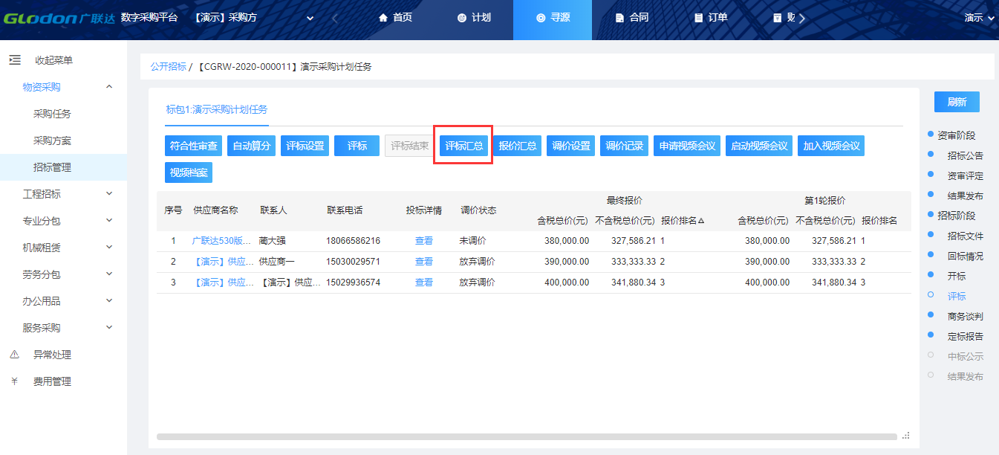 GLODON广联达 数字采购平台 【演示】采购方 首页 计划 寻源 合同 订单 财 演示
收起菜单
物资采购
采购任务
采购方案
招标管理
工程招标
专业分包
机械租赁
劳务分包
办公用品
服务采购
异常处理
¥ 费用管理
公开招标 / 【CGRW-2020-000011】演示采购计划任务
标包1:演示采购计划任务
符合性审查 自动算分 评标设置 评标 评标结束 评标汇总 报价汇总 调价设置 调价记录 申请视频会议 启动视频会议 加入视频会议
视频档案
序号 供应商名称 联系人 联系电话 投标详情 调价状态 最终报价 第1轮报价
含税总价(元) 不含税总价(元) 报价排名 含税总价(元) 不含税总价(元) 报价排名
1 广联达530版... 蔺大强 18066586216 查看 未调价 380,000.00 327,586.21 1 380,000.00 327,586.21 1
2 【演示】供应... 供应商一 15030029571 查看 放弃调价 390,000.00 333,333.33 2 390,000.00 333,333.33 2
3 【演示】供应... 【演示】供应... 15029936574 查看 放弃调价 400,000.00 341,880.34 3 400,000.00 341,880.34 3
刷新
资审阶段
招标公告
资审评定
结果发布
招标阶段
招标文件
回标情况
开标
评标
商务谈判
定标报告
中标公示
结果发布